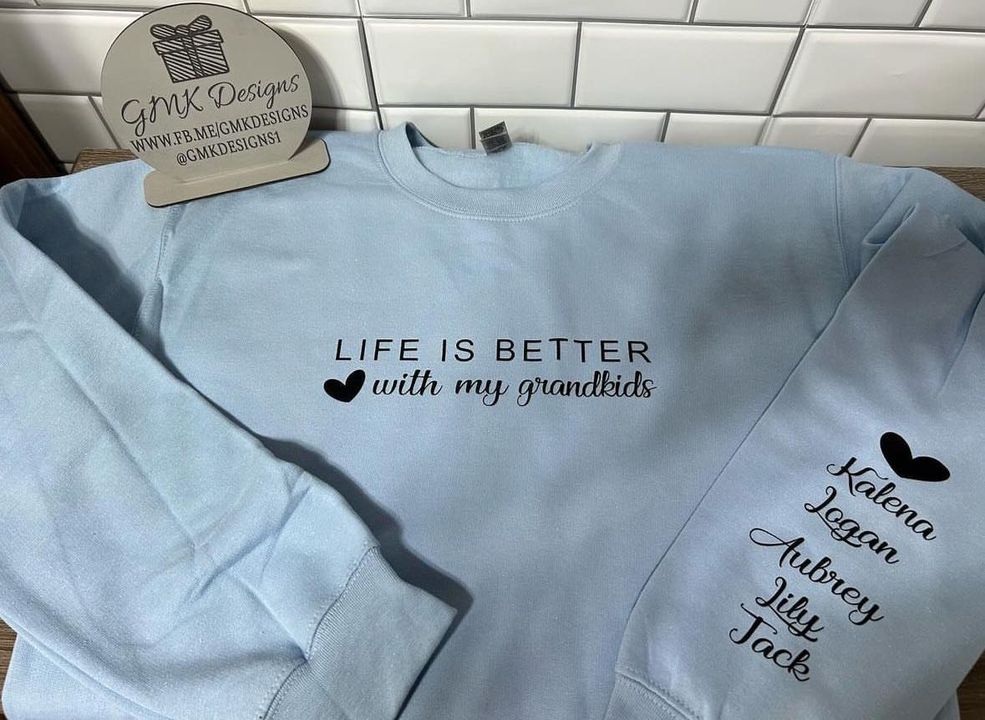 GMK Designs
WWW.FB.ME/GMKDESIGNS
@GMKDESIGNS1
LIFE IS BETTER
with my grandkids
Kalena
Logan
Aubrey
Lily
Jack